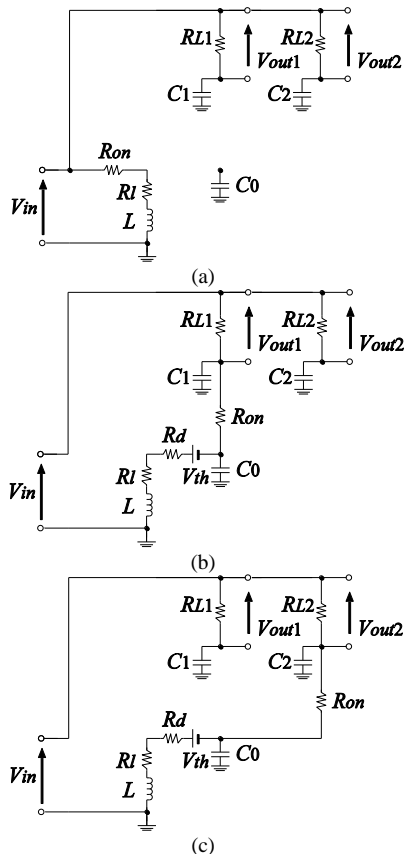 RL1 RL2
Vout1 Vout2
C1 C2
Ron
Rl C0
Vin L
(a)
RL1 RL2
Vout1 Vout2
C1 C2
Ron
Rd
C0
Vin Rl Vth
L
(b)
RL1 RL2
Vout1 Vout2
C1 C2
Ron
Rd
C0
Vin Rl Vth
L
(c)